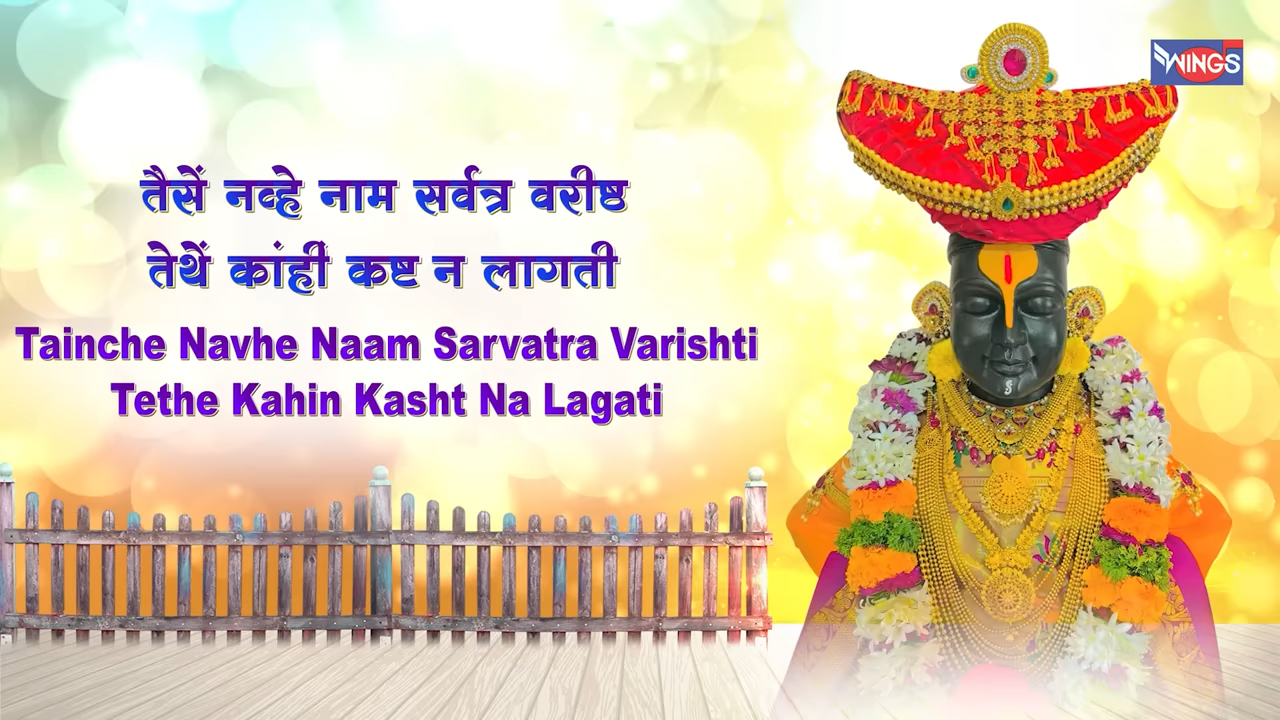 तैसें नव्हे नाम सर्वत्र वरीष्ठ
तेथें कांहीं कष्ट न लागती
Tainche Navhe Naam Sarvatra Varishti
Tethe Kahin Kasht Na Lagati
WINGS